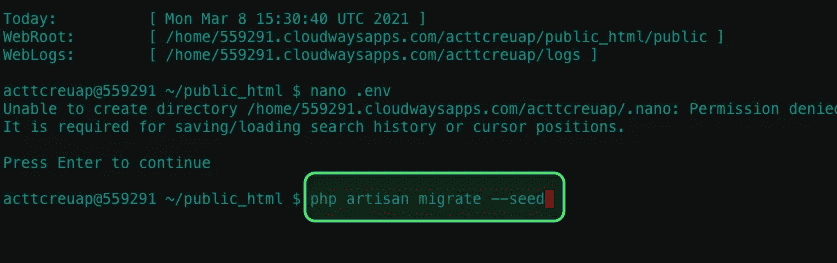 Today:          [ Mon Mar 8 15:30:40 UTC 2021 ]
WebRoot:        [ /home/559291.cloudwaysapps.com/acttcreuap/public_html/public ]
WebLogs:        [ /home/559291.cloudwaysapps.com/acttcreuap/logs ]
acttcreuap@559291 ~/public_html $ nano .env
Unable to create directory /home/559291.cloudwaysapps.com/acttcreuap/.nano: Permission denied
It is required for saving/loading search history or cursor positions.
Press Enter to continue
acttcreuap@559291 ~/public_html $ php artisan migrate --seed